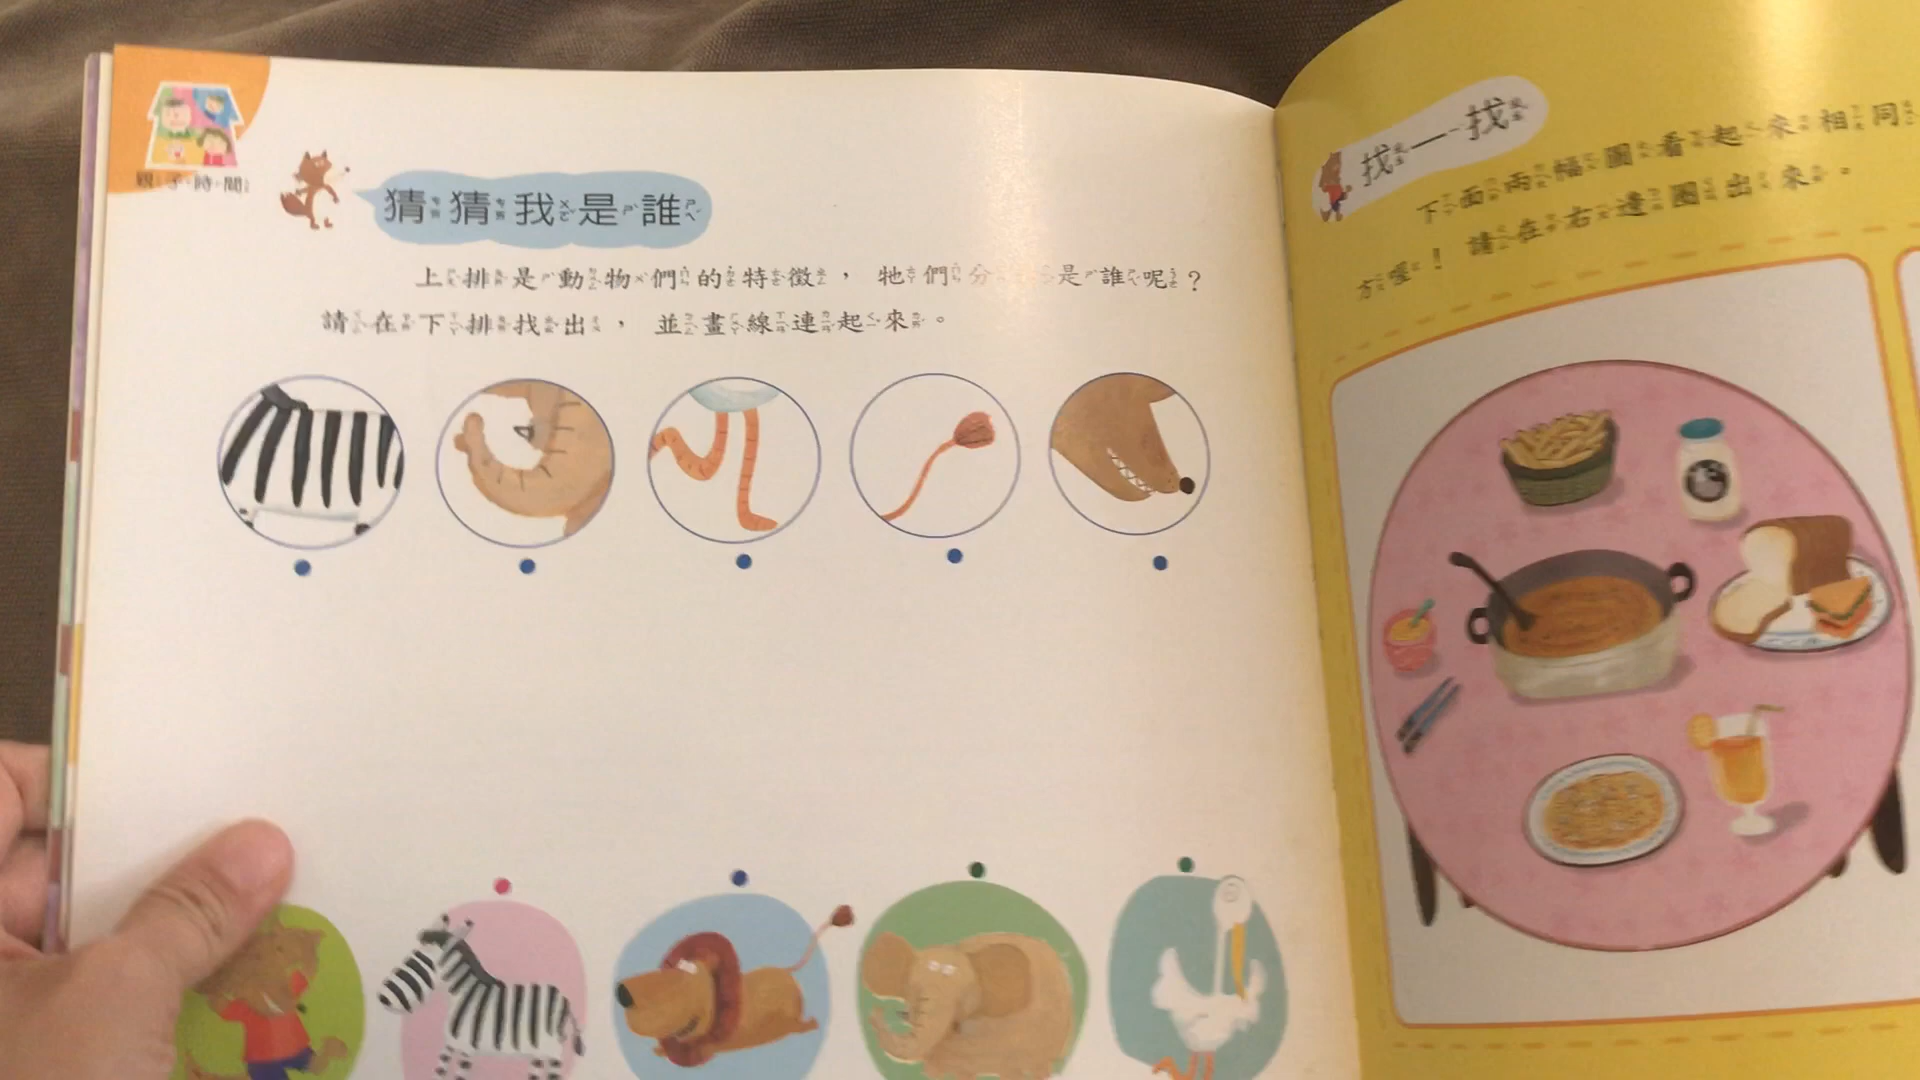 親子時間
猜猜我是誰
上排是動物們的特徵，牠們分是誰呢？
請在下排找出，並畫線連起來。
找一找
下面兩幅圖看起來相同
方喔！請在右邊圈出來。